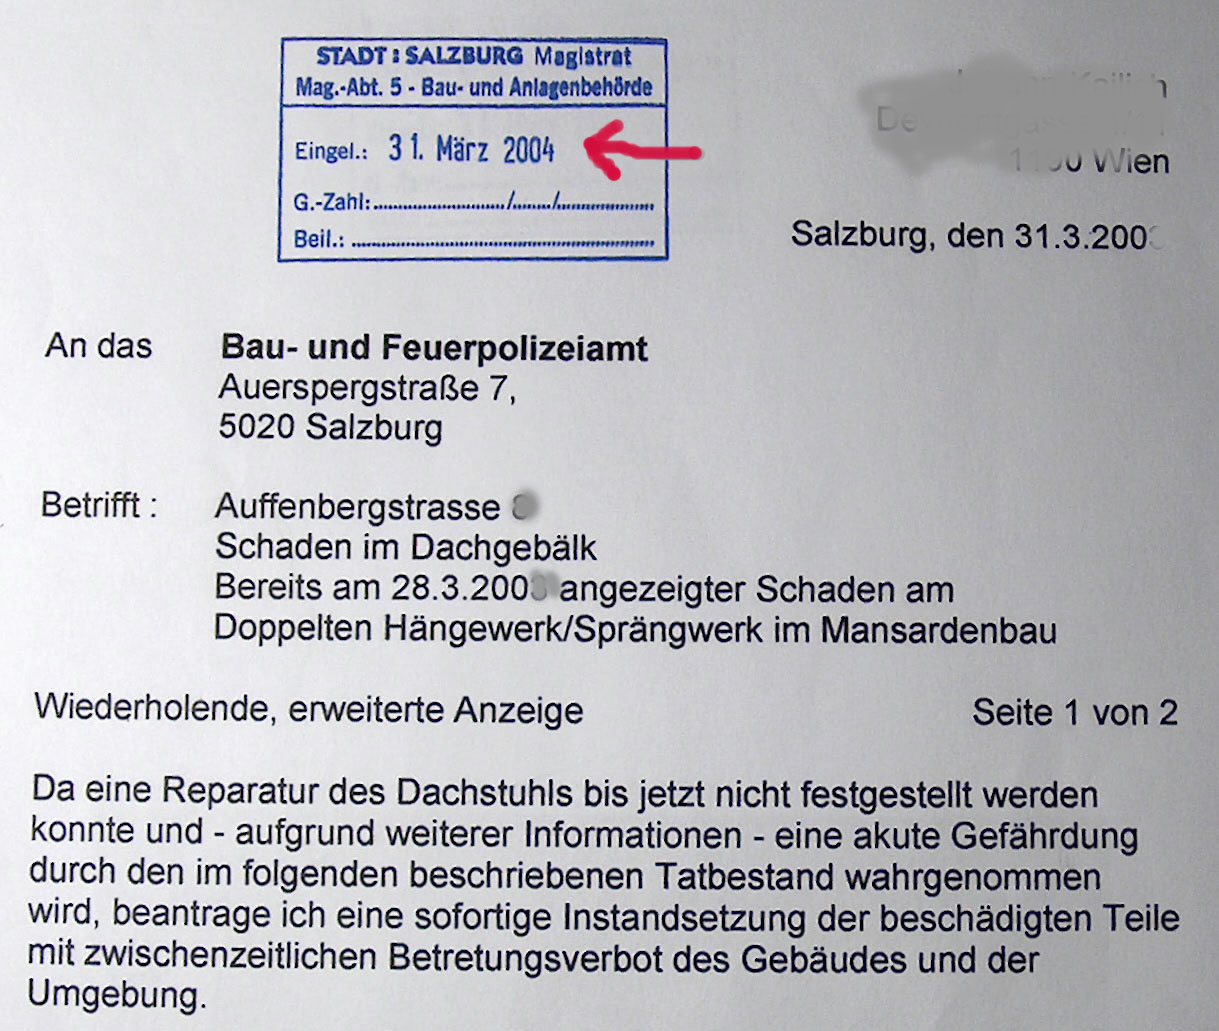 STADT : SALZBURG Magistrat
Mag.-Abt. 5 - Bau- und Anlagenbehörde
Eingel.: 31. März 2004
G.-Zahl:............/......../............
Beil.: ............................
Wien
Salzburg, den 31.3.200
An das Bau- und Feuerpolizeiamt
Auerspergstraße 7,
5020 Salzburg
Betrifft : Auffenbergstrasse
Schaden im Dachgebälk
Bereits am 28.3.200 angezeigter Schaden am
Doppelten Hängewerk/Sprängwerk im Mansardenbau
Wiederholende, erweiterte Anzeige Seite 1 von 2
Da eine Reparatur des Dachstuhls bis jetzt nicht festgestellt werden
konnte und - aufgrund weiterer Informationen - eine akute Gefährdung
durch den im folgenden beschriebenen Tatbestand wahrgenommen
wird, beantrage ich eine sofortige Instandsetzung der beschädigten Teile
mit zwischenzeitlichen Betretungsverbot des Gebäudes und der
Umgebung.